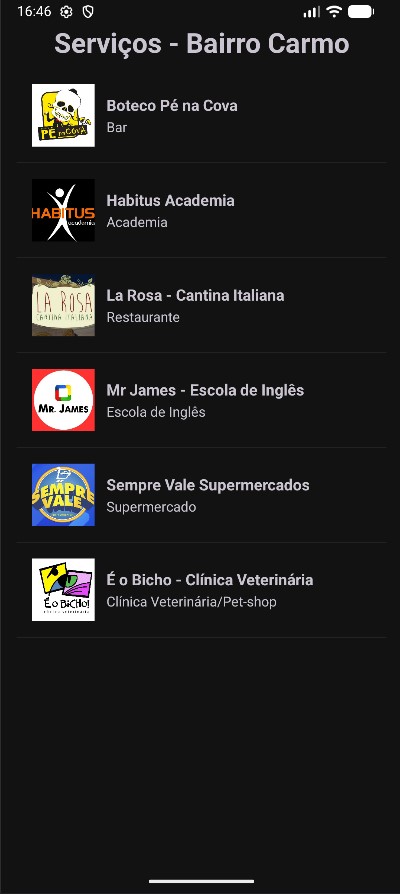 16:46
Serviços - Bairro Carmo
PÉ NA COVA
Boteco Pé na Cova
Bar
HABITUS
academia
Habitus Academia
Academia
LA ROSA
CANTINA ITALIANA
La Rosa - Cantina Italiana
Restaurante
MR. JAMES
Mr James - Escola de Inglês
Escola de Inglês
SEMPRE
VALE
Sempre Vale Supermercados
Supermercado
É o BiCHo!
É o Bicho - Clínica Veterinária
Clínica Veterinária/Pet-shop